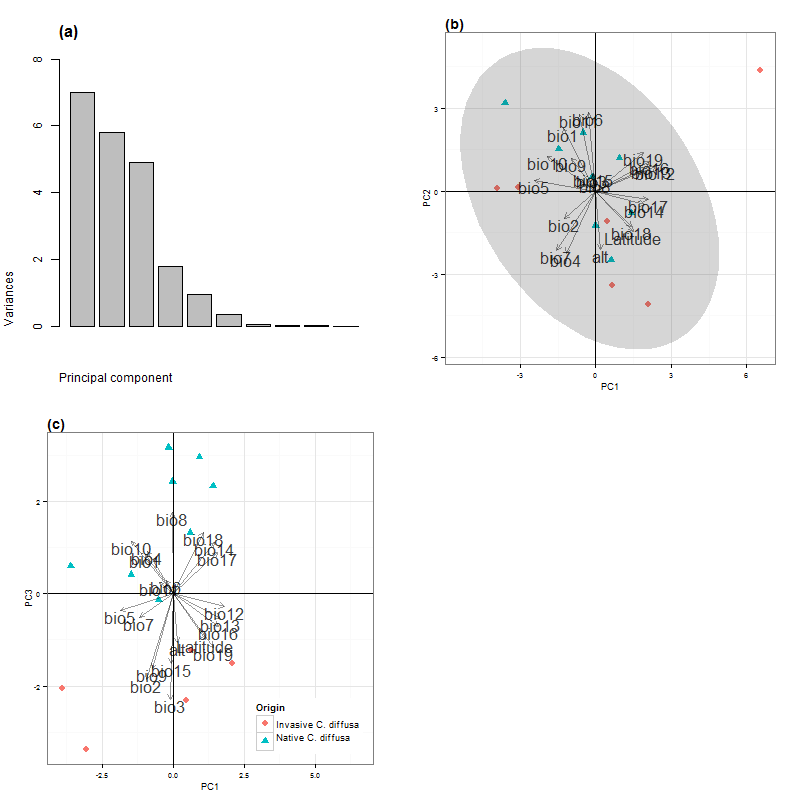 (a)
8
6
4
2
0
Variances
Principal component
(b)
3
0
-3
-6
PC2
bio6
bio1
bio10
bio9
bio5
bio19
bio16
bio12
bio17
bio14
bio2
bio18
Latitude
bio7
bio4
alt
-3
0
3
6
PC1
(c)
2
0
-2
PC3
bio8
bio18
bio10
bio14
bio17
bio5
bio7
bio12
bio13
bio16
Latitude
alt
bio19
bio9
bio15
bio2
bio3
-2.5
0.0
2.5
5.0
PC1
Origin
Invasive C. diffusa
Native C. diffusa